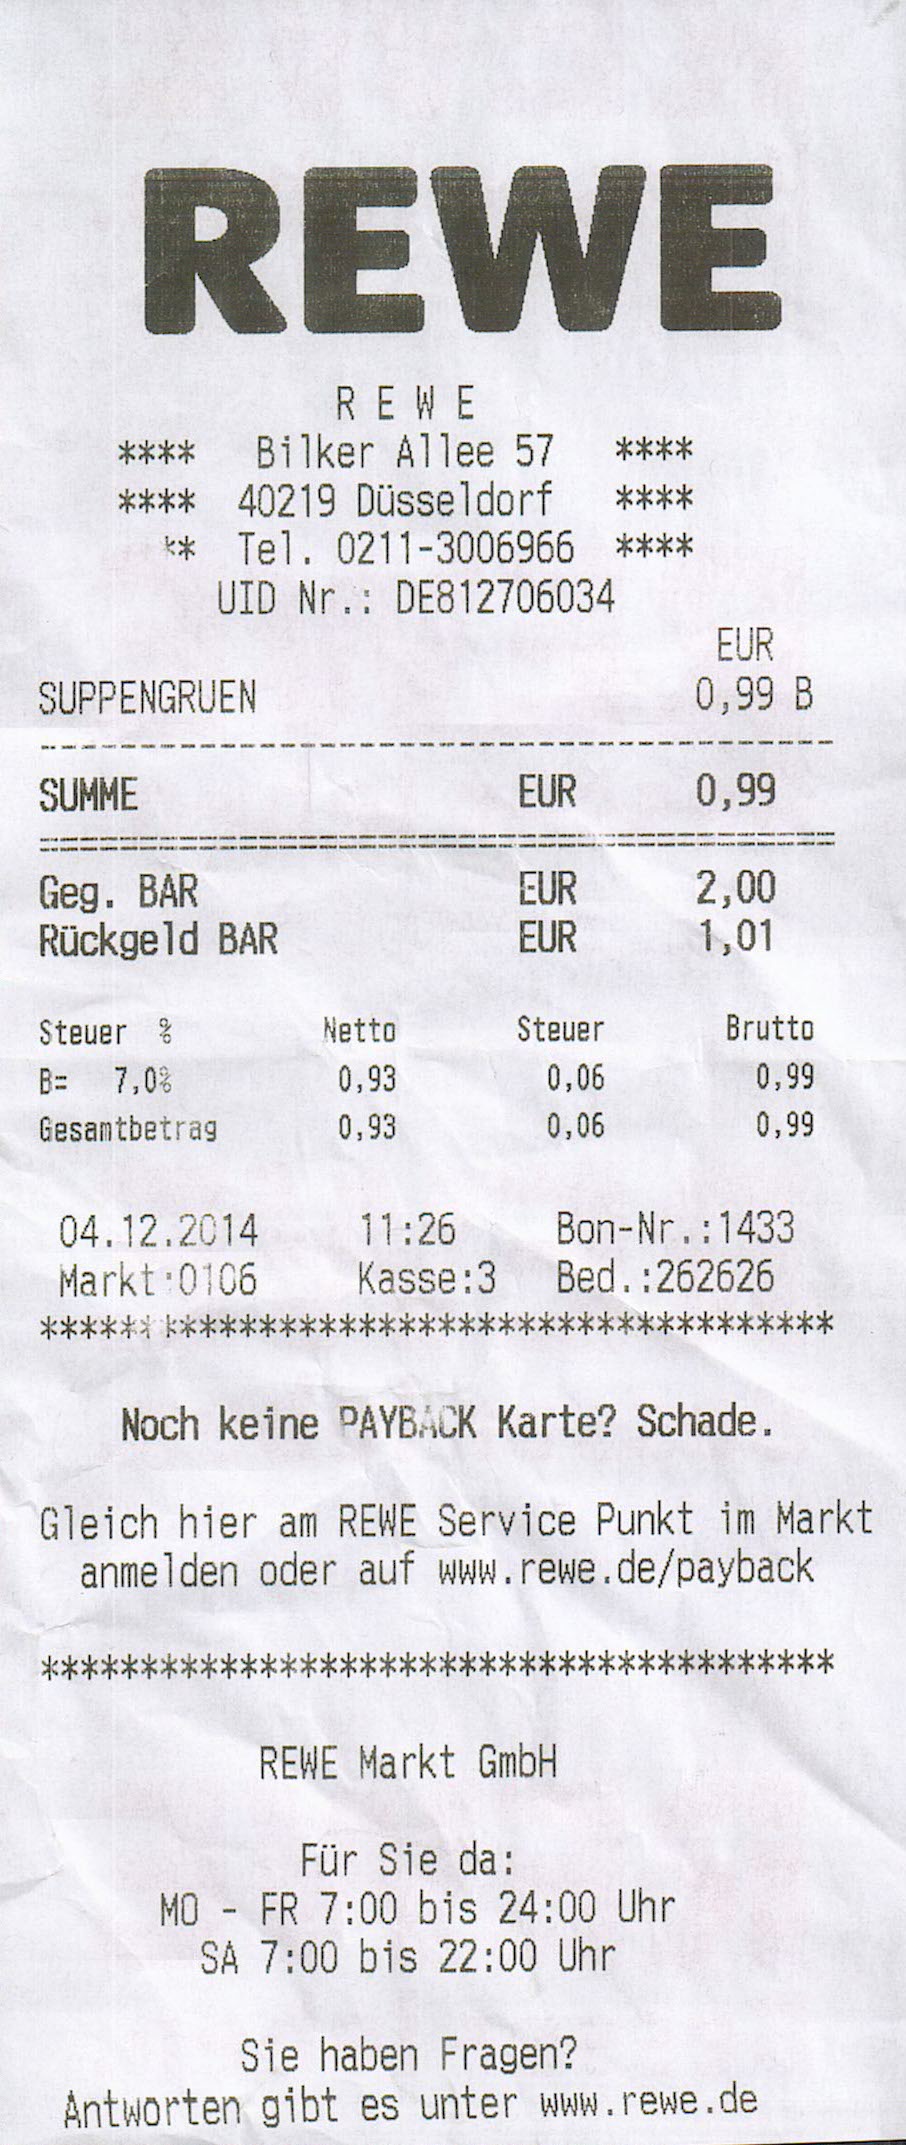 REWE
R E W E
**** Bilker Allee 57 ****
**** 40219 Düsseldorf ****
** Tel. 0211-3006966 ****
UID Nr.: DE812706034
EUR
SUPPENGRUEN 0,99 B
----------------------------------------
SUMME EUR 0,99
========================================
Geg. BAR EUR 2,00
Rückgeld BAR EUR 1,01
Steuer % Netto Steuer Brutto
B= 7,0% 0,93 0,06 0,99
Gesamtbetrag 0,93 0,06 0,99
04.12.2014 11:26 Bon-Nr.:1433
Markt:0106 Kasse:3 Bed.:262626
****************************************
Noch keine PAYBACK Karte? Schade.
Gleich hier am REWE Service Punkt im Markt
anmelden oder auf www.rewe.de/payback
****************************************
REWE Markt GmbH
Für Sie da:
MO - FR 7:00 bis 24:00 Uhr
SA 7:00 bis 22:00 Uhr
Sie haben Fragen?
Antworten gibt es unter www.rewe.de